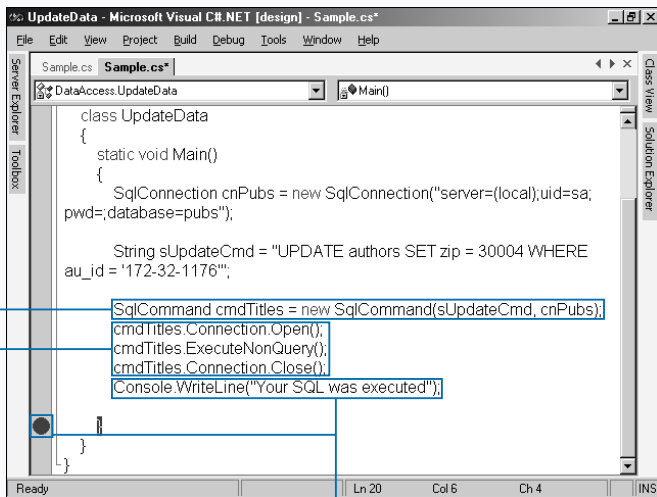 UpdateData - Microsoft Visual C#.NET [design] - Sample.cs*
File Edit View Project Build Debug Tools Window Help
Sample.cs Sample.cs*
DataAccess.UpdateData Main()
Server Explorer
Toolbox
Class View
Solution Explorer
class UpdateData
{
static void Main()
{
SqlConnection cnPubs = new SqlConnection("server=(local);uid=sa;
pwd=;database=pubs");
String sUpdateCmd = "UPDATE authors SET zip = 30004 WHERE
au_id = '172-32-1176'";
SqlCommand cmdTitles = new SqlCommand(sUpdateCmd, cnPubs);
cmdTitles.Connection.Open();
cmdTitles.ExecuteNonQuery();
cmdTitles.Connection.Close();
Console.WriteLine("Your SQL was executed");
}
}
}
Ready Ln 20 Col 6 Ch 4 INS